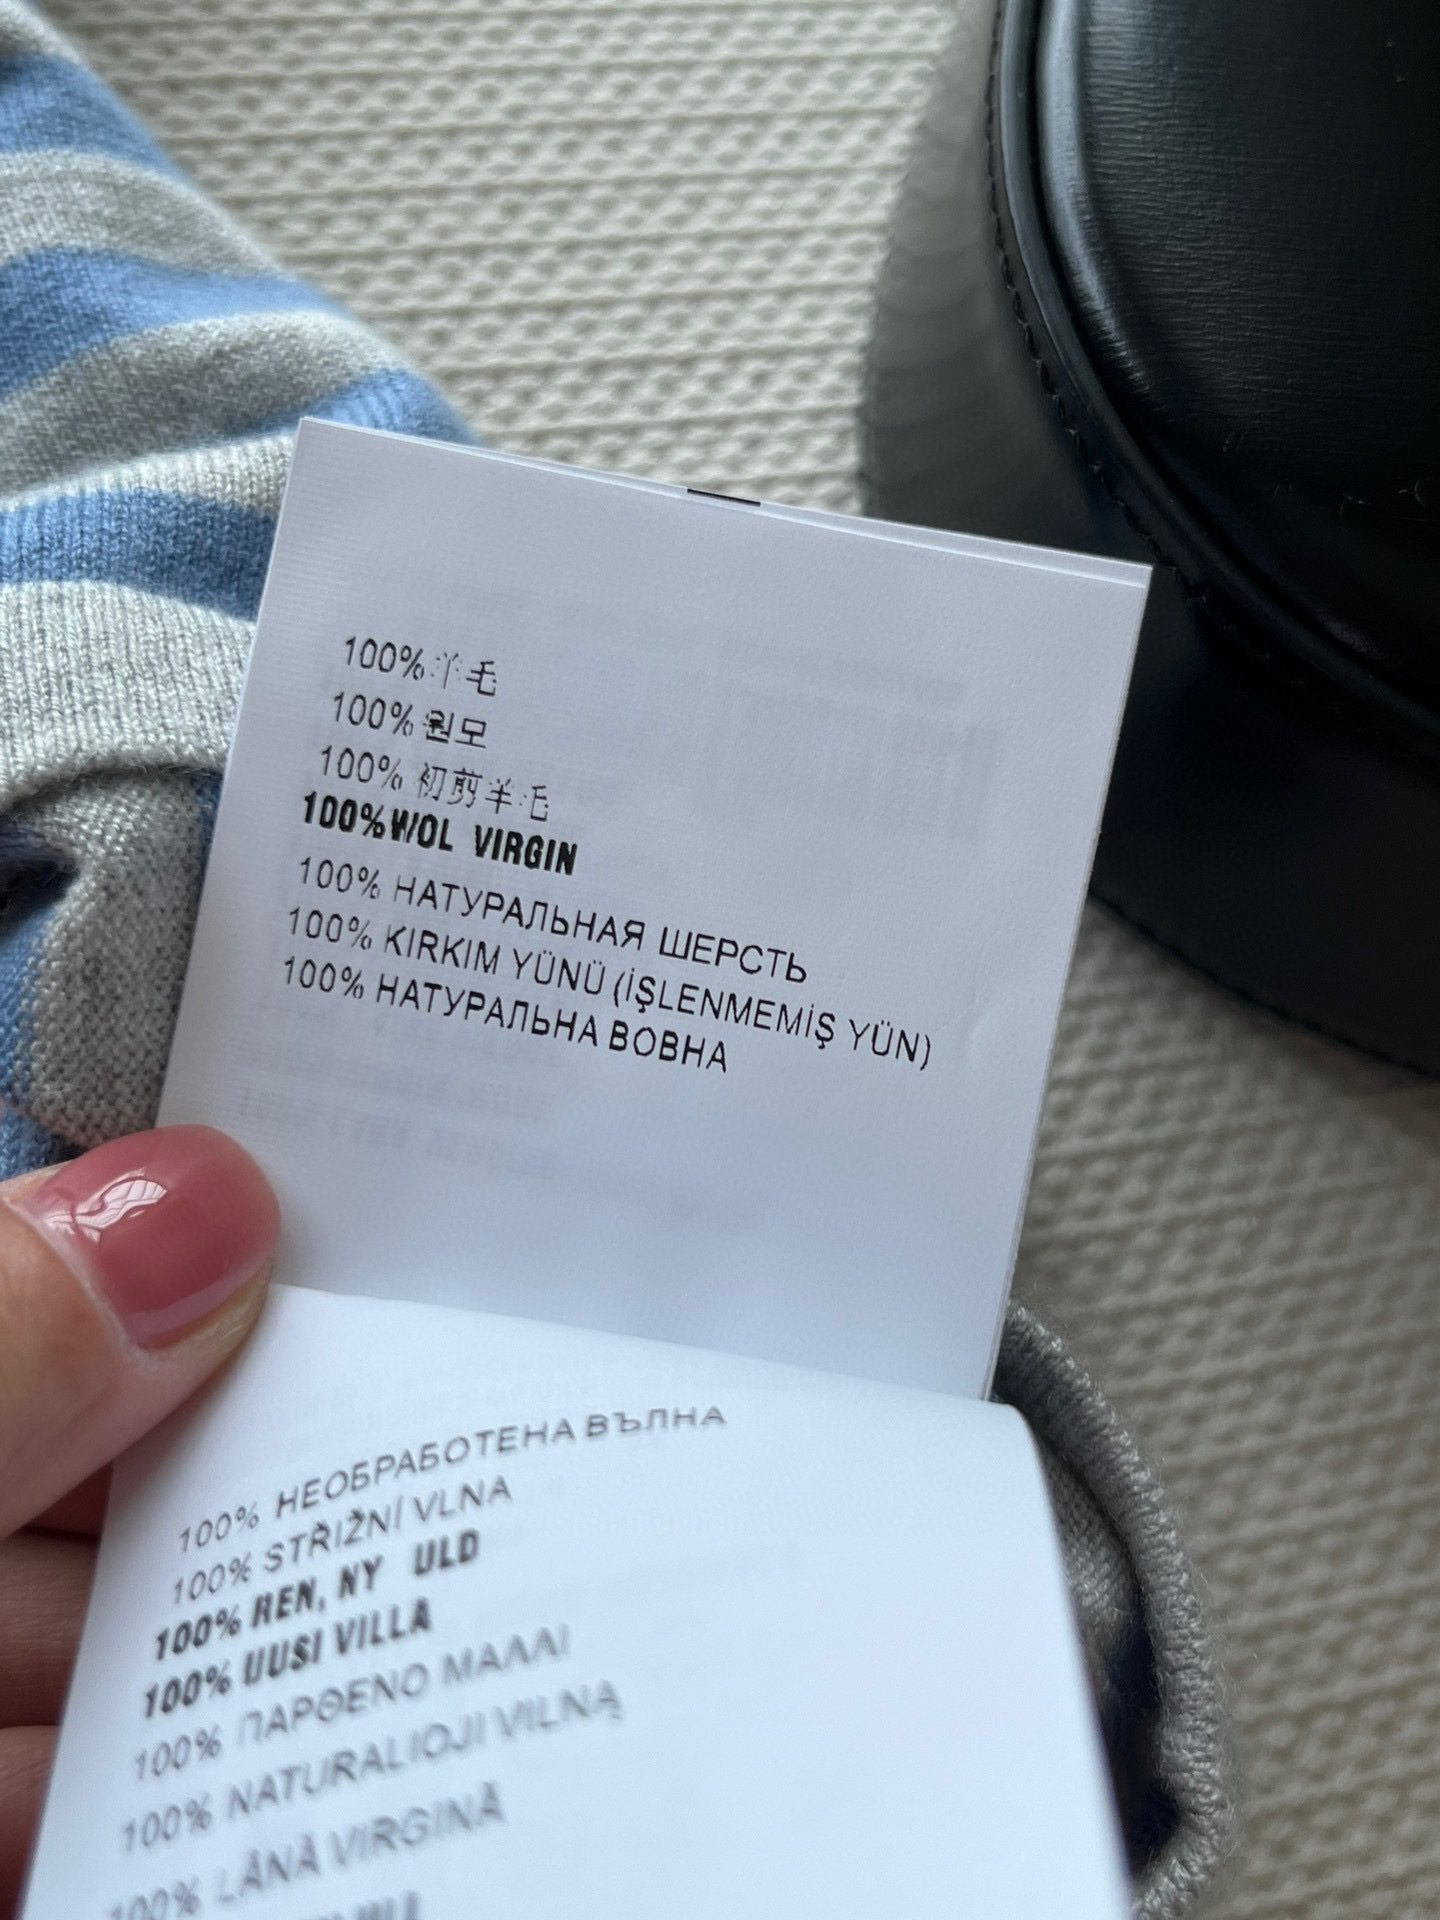 100% 羊毛
100% 원모
100% 初剪羊毛
100% WOL VIRGIN
100% НАТУРАЛЬНАЯ ШЕРСТЬ
100% KIRKIM YÜNÜ (İŞLENMEMİŞ YÜN)
100% НАТУРАЛЬНА ВОВНА
100% НЕОБРАБОТЕНА ВЪЛНА
100% STŘIŽNÍ VLNA
100% REN, NY ULD
100% UUSI VILLA
100% ΠΑΡΘΕΝΟ ΜΑΛΛΙ
100% NATURALIOJI VILNĄ
100% LÂNĂ VIRGINĂ